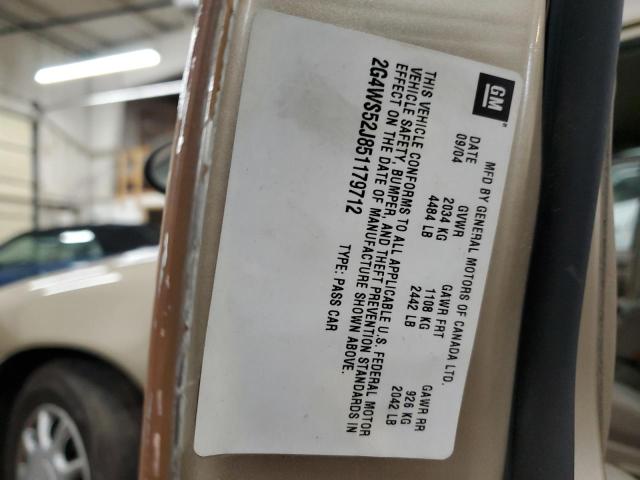 GM
MFD BY GENERAL MOTORS OF CANADA LTD.
DATE GVWR GAWR FRT GAWR RR
09/04 2034 KG 1108 KG 926 KG
4484 LB 2442 LB 2042 LB
THIS VEHICLE CONFORMS TO ALL APPLICABLE U.S. FEDERAL MOTOR
VEHICLE SAFETY, BUMPER, AND THEFT PREVENTION STANDARDS IN
EFFECT ON THE DATE OF MANUFACTURE SHOWN ABOVE.
2G4WS52J851179712 TYPE: PASS CAR